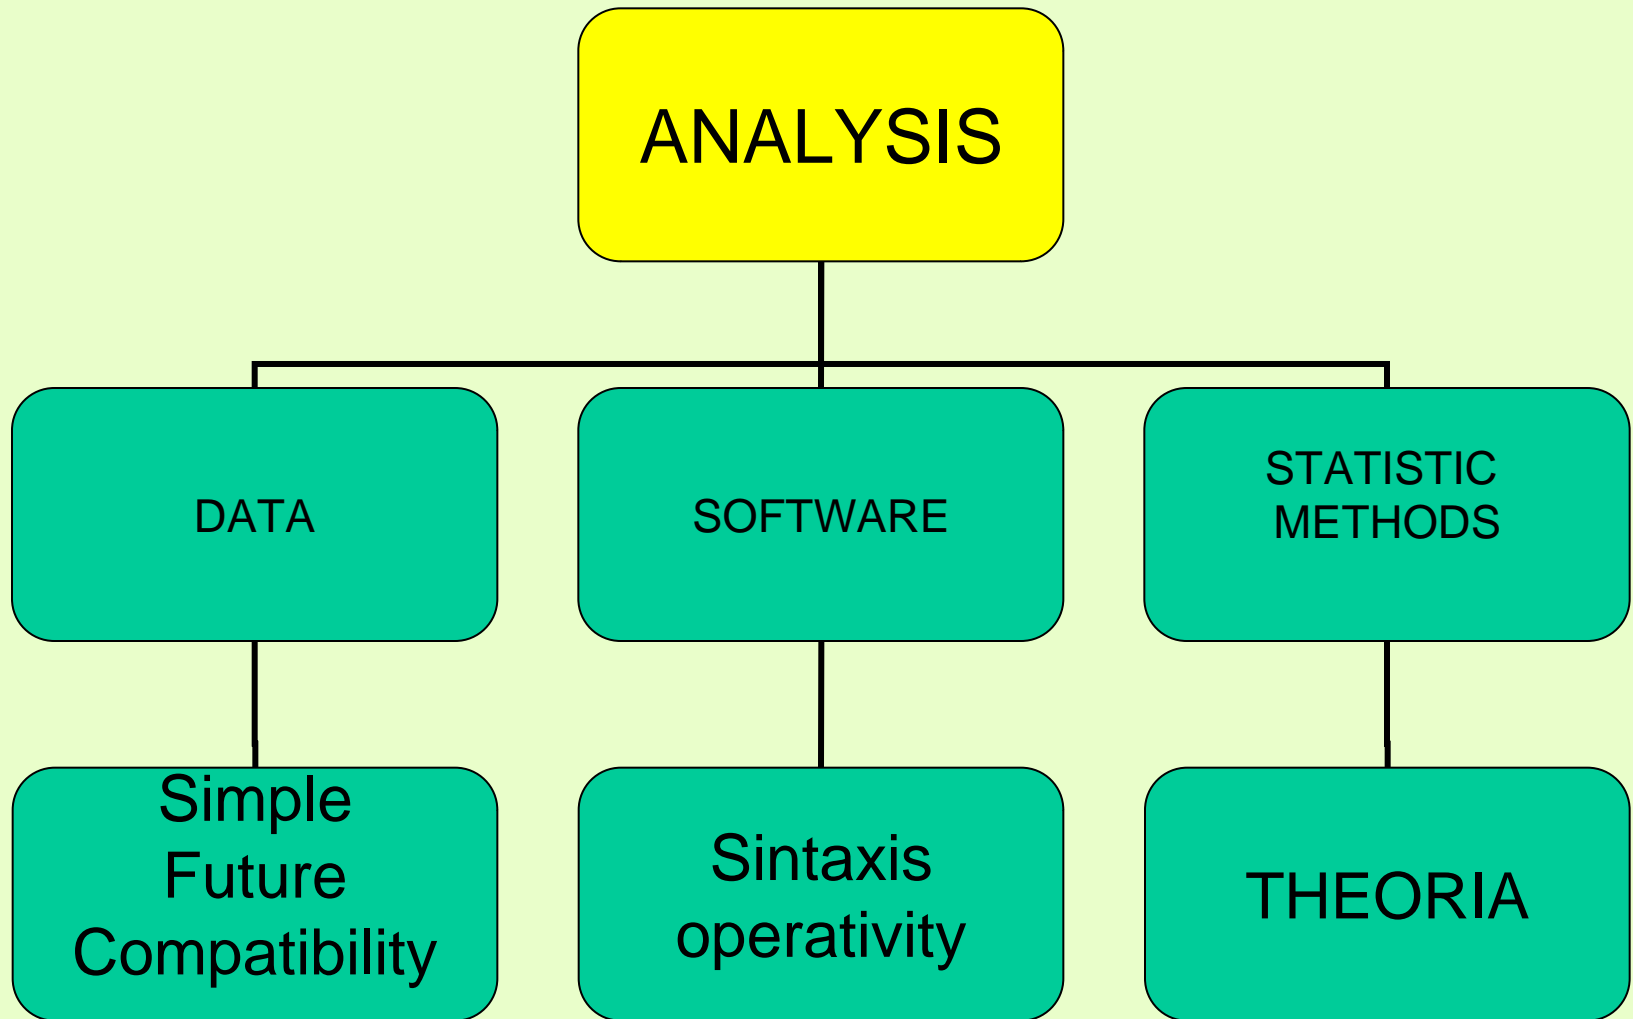 ANALYSIS
DATA
SOFTWARE
STATISTIC
METHODS
Simple
Future
Compatibility
Sintaxis
operativity
THEORIA